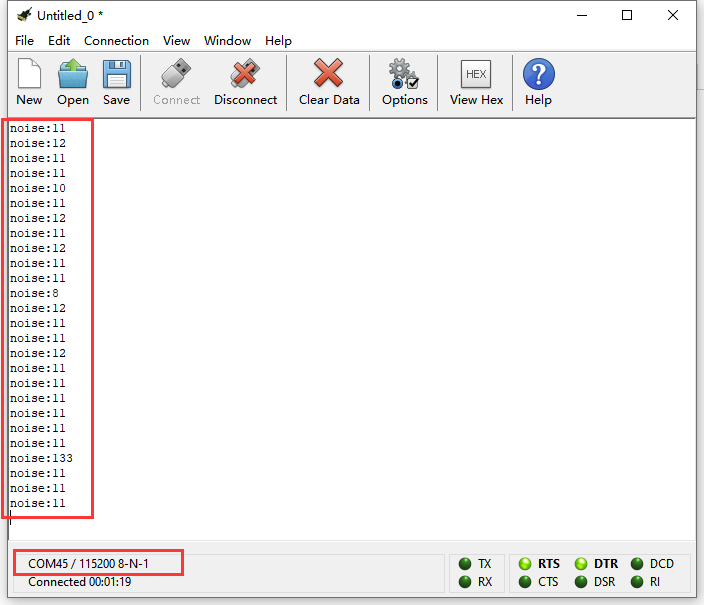 Untitled_0 *
File Edit Connection View Window Help
New Open Save Connect Disconnect Clear Data Options HEX View Hex ? Help
noise:11
noise:12
noise:11
noise:11
noise:10
noise:11
noise:12
noise:11
noise:12
noise:11
noise:11
noise:8
noise:12
noise:11
noise:11
noise:12
noise:11
noise:11
noise:11
noise:11
noise:11
noise:11
noise:133
noise:11
noise:11
noise:11
COM45 / 115200 8-N-1 TX RTS DTR DCD
Connected 00:01:19 RX CTS DSR RI